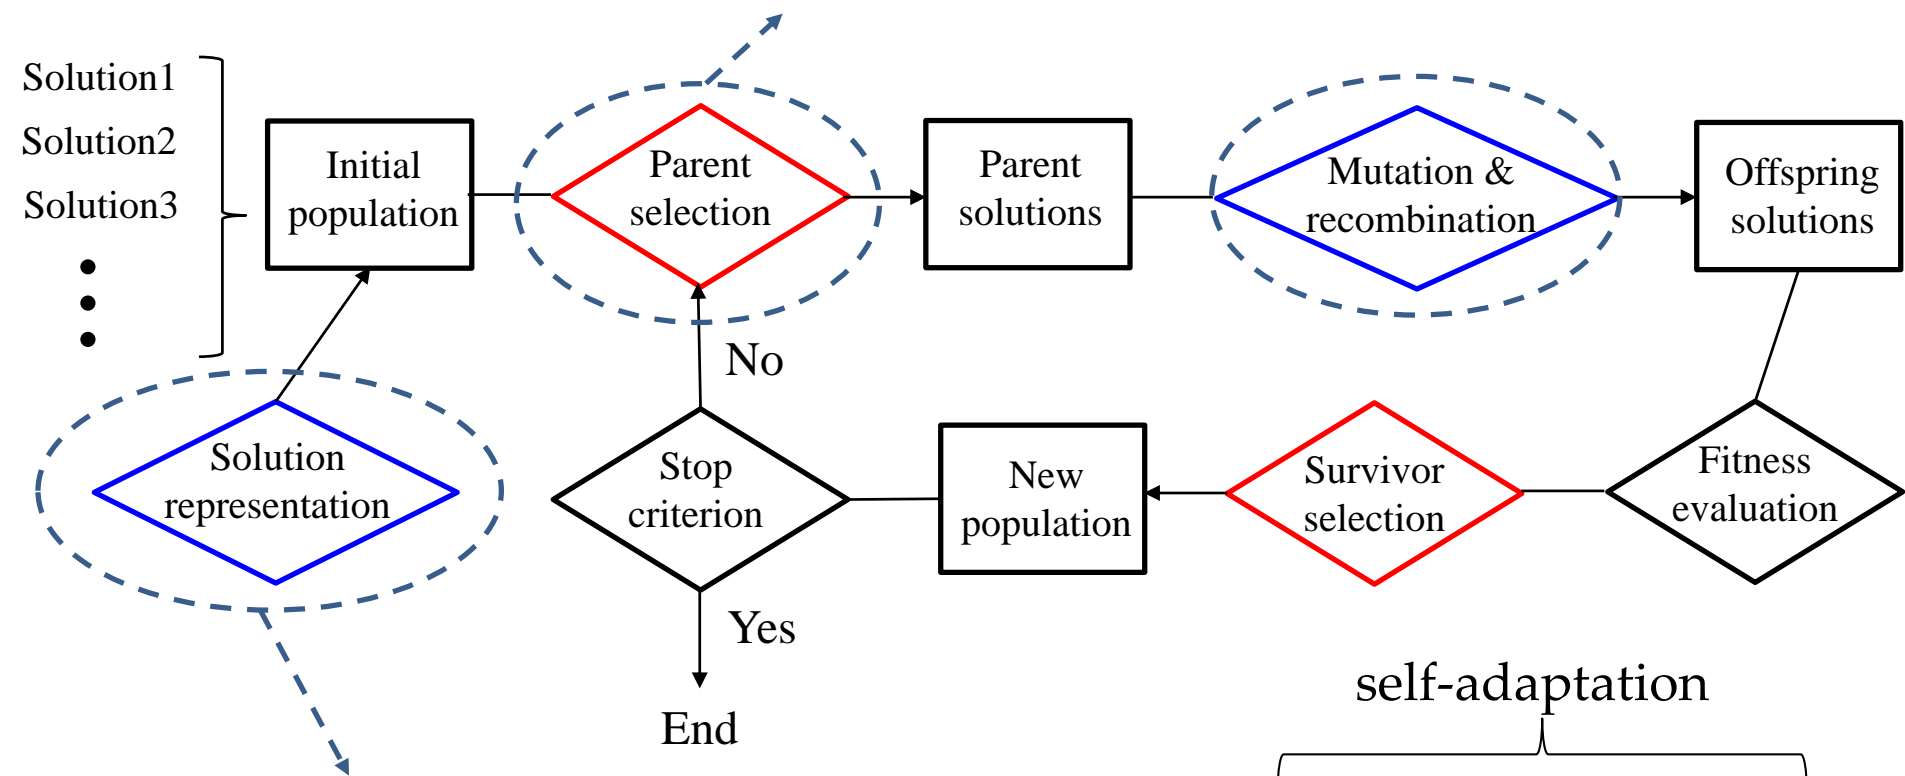 Solution1
Solution2
Solution3
Initial
population
Parent
selection
Parent
solutions
Mutation &
recombination
Offspring
solutions
No
Solution
representation
Stop
criterion
New
population
Survivor
selection
Fitness
evaluation
Yes
End
self-adaptation